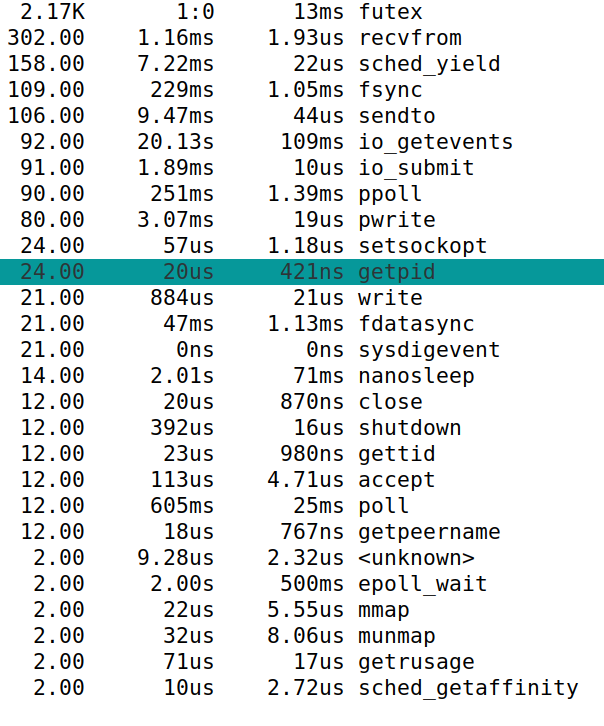 2.17K 1:0 13ms futex
302.00 1.16ms 1.93us recvfrom
158.00 7.22ms 22us sched_yield
109.00 229ms 1.05ms fsync
106.00 9.47ms 44us sendto
92.00 20.13s 109ms io_getevents
91.00 1.89ms 10us io_submit
90.00 251ms 1.39ms ppoll
80.00 3.07ms 19us pwrite
24.00 57us 1.18us setsockopt
24.00 20us 421ns getpid
21.00 884us 21us write
21.00 47ms 1.13ms fdatasync
21.00 0ns 0ns sysdigevent
14.00 2.01s 71ms nanosleep
12.00 20us 870ns close
12.00 392us 16us shutdown
12.00 23us 980ns gettid
12.00 113us 4.71us accept
12.00 605ms 25ms poll
12.00 18us 767ns getpeername
2.00 9.28us 2.32us <unknown>
2.00 2.00s 500ms epoll_wait
2.00 22us 5.55us mmap
2.00 32us 8.06us munmap
2.00 71us 17us getrusage
2.00 10us 2.72us sched_getaffinity